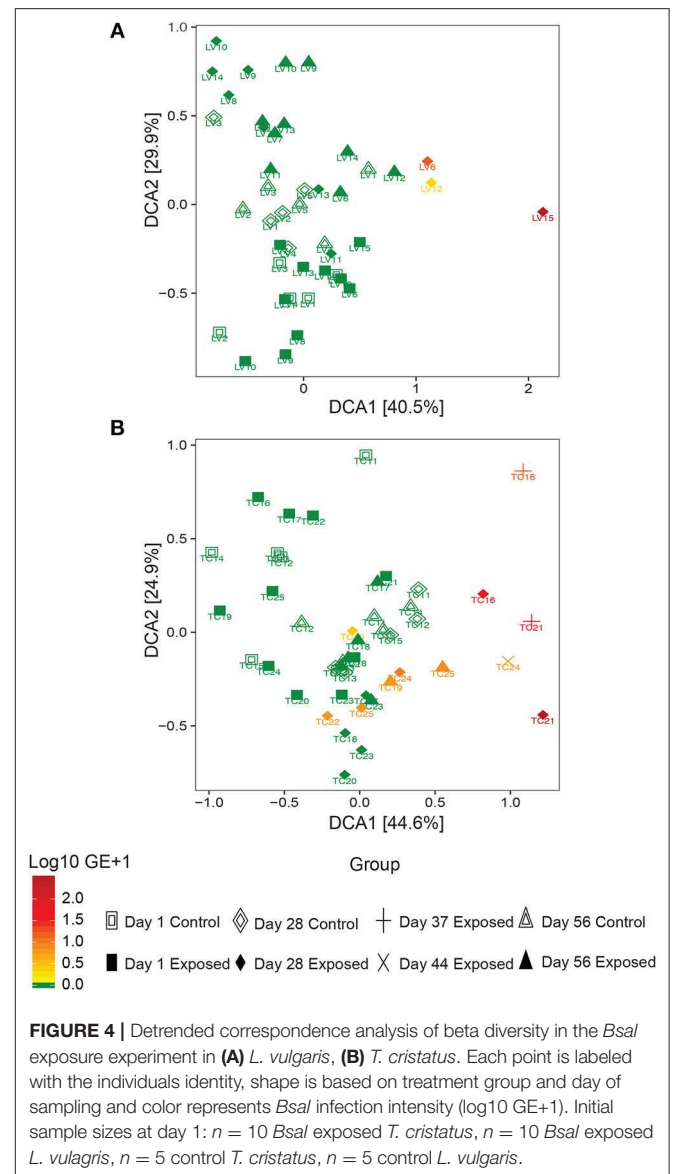 A
1.0
LV10
LV14
LV9
LV10
LV9
LV8
LV3
0.5
LV13
LV7
LV14
LV11
LV1
LV12
LV6
LV12
LV3
LV13
LV6
LV2
LV5
0.0
LV15
LV1
LV2
LV4
LV11
LV15
LV3
LV13
LV6
−0.5
LV1
LV2
LV8
LV10
LV9
DCA2 [29.9%]
0
1
2
DCA1 [40.5%]
B
1.0
TC11
TC16
TC16
TC17
TC22
0.5
TC14
TC12
TC25
TC17
TC21
TC11
TC16
TC19
TC12
TC12
TC15
TC21
0.0
TC18
TC13
TC24
TC24
TC19
TC25
TC24
TC20
TC23
TC23
TC22
TC25
TC21
−0.5
TC18
TC23
TC20
DCA2 [24.9%]
−1.0
−0.5
0.0
0.5
1.0
DCA1 [44.6%]
Log10 GE+1
2.0
1.5
1.0
0.5
0.0
Group
Day 1 Control
Day 28 Control
Day 37 Exposed
Day 56 Control
Day 1 Exposed
Day 28 Exposed
Day 44 Exposed
Day 56 Exposed
FIGURE 4 | Detrended correspondence analysis of beta diversity in the Bsal
exposure experiment in (A) L. vulgaris, (B) T. cristatus. Each point is labeled
with the individuals identity, shape is based on treatment group and day of
sampling and color represents Bsal infection intensity (log10 GE+1). Initial
sample sizes at day 1: n = 10 Bsal exposed T. cristatus, n = 10 Bsal exposed
L. vulagris, n = 5 control T. cristatus, n = 5 control L. vulgaris.